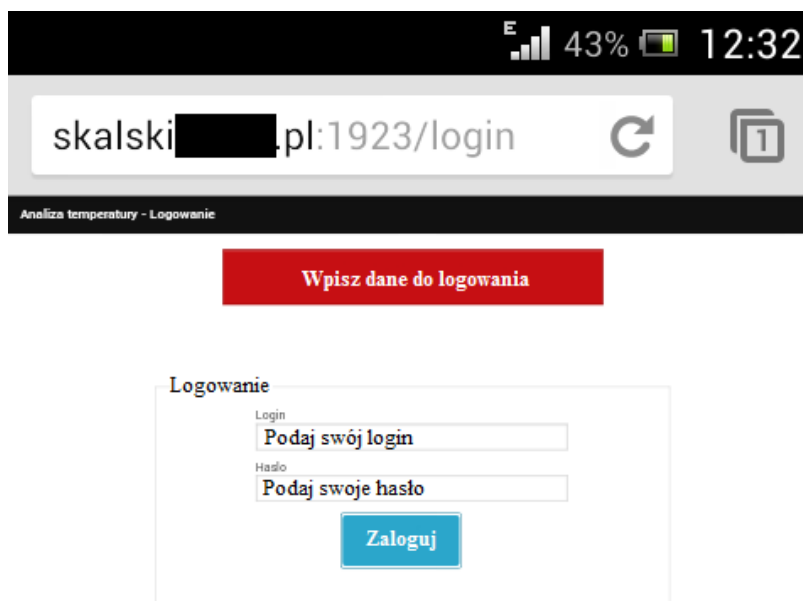 E 43% 12:32
skalski .pl:1923/login 1
Analiza temperatury - Logowanie
Wpisz dane do logowania
Logowanie
Login
Podaj swój login
Haslo
Podaj swoje hasło
Zaloguj